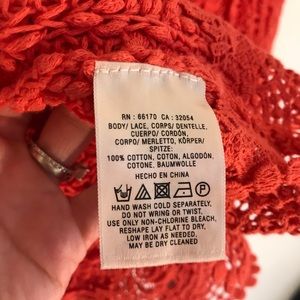 RN : 66170 CA : 32054
BODY/ LACE, CORPS/ DENTELLE,
CUERPO/ CORDÓN,
CORPO/ MERLETTO, KÖRPER/
SPITZE:
100% COTTON, COTON, ALGODÓN,
COTONE, BAUMWOLLE
HECHO EN CHINA
HAND WASH COLD SEPARATELY.
DO NOT WRING OR TWIST.
USE ONLY NON-CHLORINE BLEACH.
RESHAPE LAY FLAT TO DRY.
LOW IRON AS NEEDED.
MAY BE DRY CLEANED